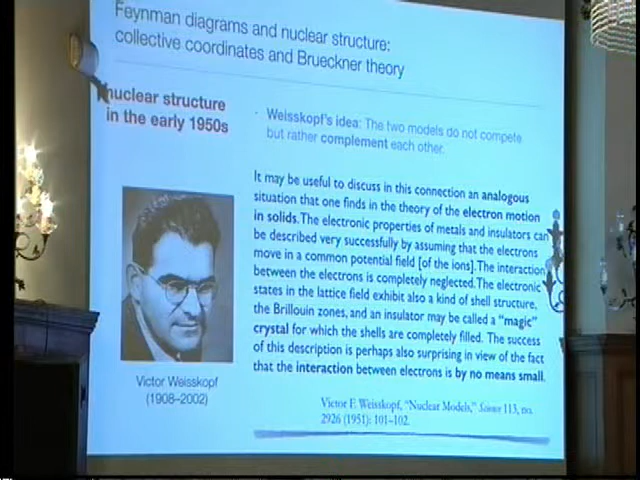 Feynman diagrams and nuclear structure:
collective coordinates and Brueckner theory
nuclear structure
in the early 1950s
· Weisskopf's idea: The two models do not compete
but rather complement each other.
It may be useful to discuss in this connection an analogous
situation that one finds in the theory of the electron motion
in solids. The electronic properties of metals and insulators can
be described very successfully by assuming that the electrons
move in a common potential field [of the ions]. The interaction
between the electrons is completely neglected. The electronic
states in the lattice field exhibit also a kind of shell structure,
the Brillouin zones, and an insulator may be called a "magic"
crystal for which the shells are completely filled. The success
of this description is perhaps also surprising in view of the fact
that the interaction between electrons is by no means small.
Victor Weisskopf
(1908–2002)
Victor F. Weisskopf, "Nuclear Models," Science 113, no.
2926 (1951): 101–102.